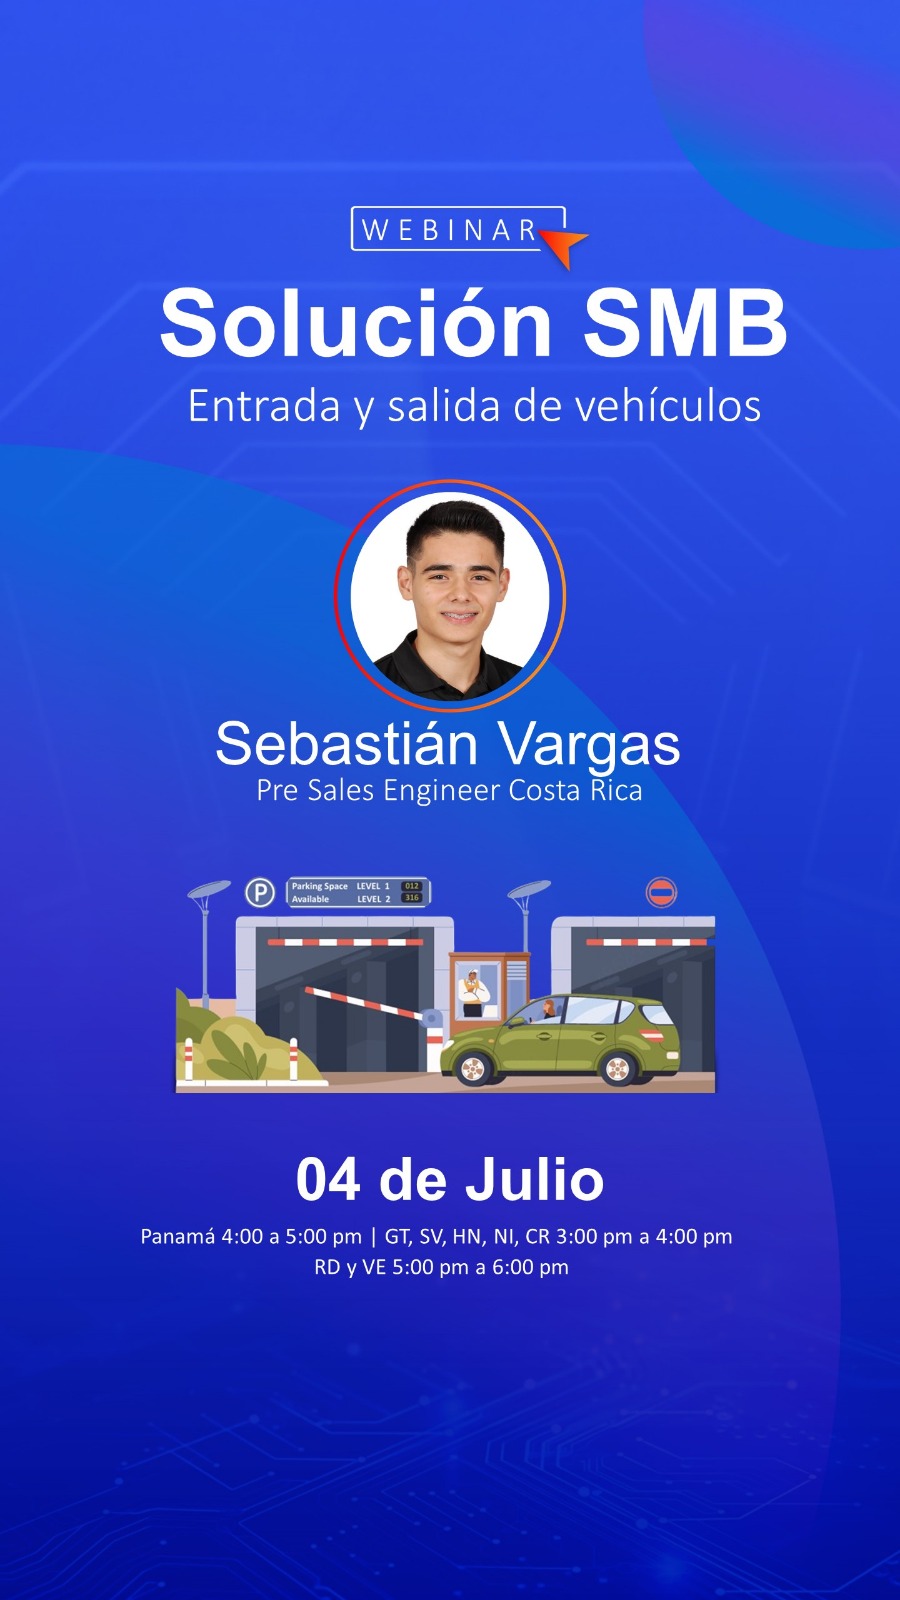 WEBINAR
Solución SMB
Entrada y salida de vehículos
Sebastián Vargas
Pre Sales Engineer Costa Rica
P
Parking Space LEVEL 1 012
Available LEVEL 2 316
04 de Julio
Panamá 4:00 a 5:00 pm | GT, SV, HN, NI, CR 3:00 pm a 4:00 pm
RD y VE 5:00 pm a 6:00 pm